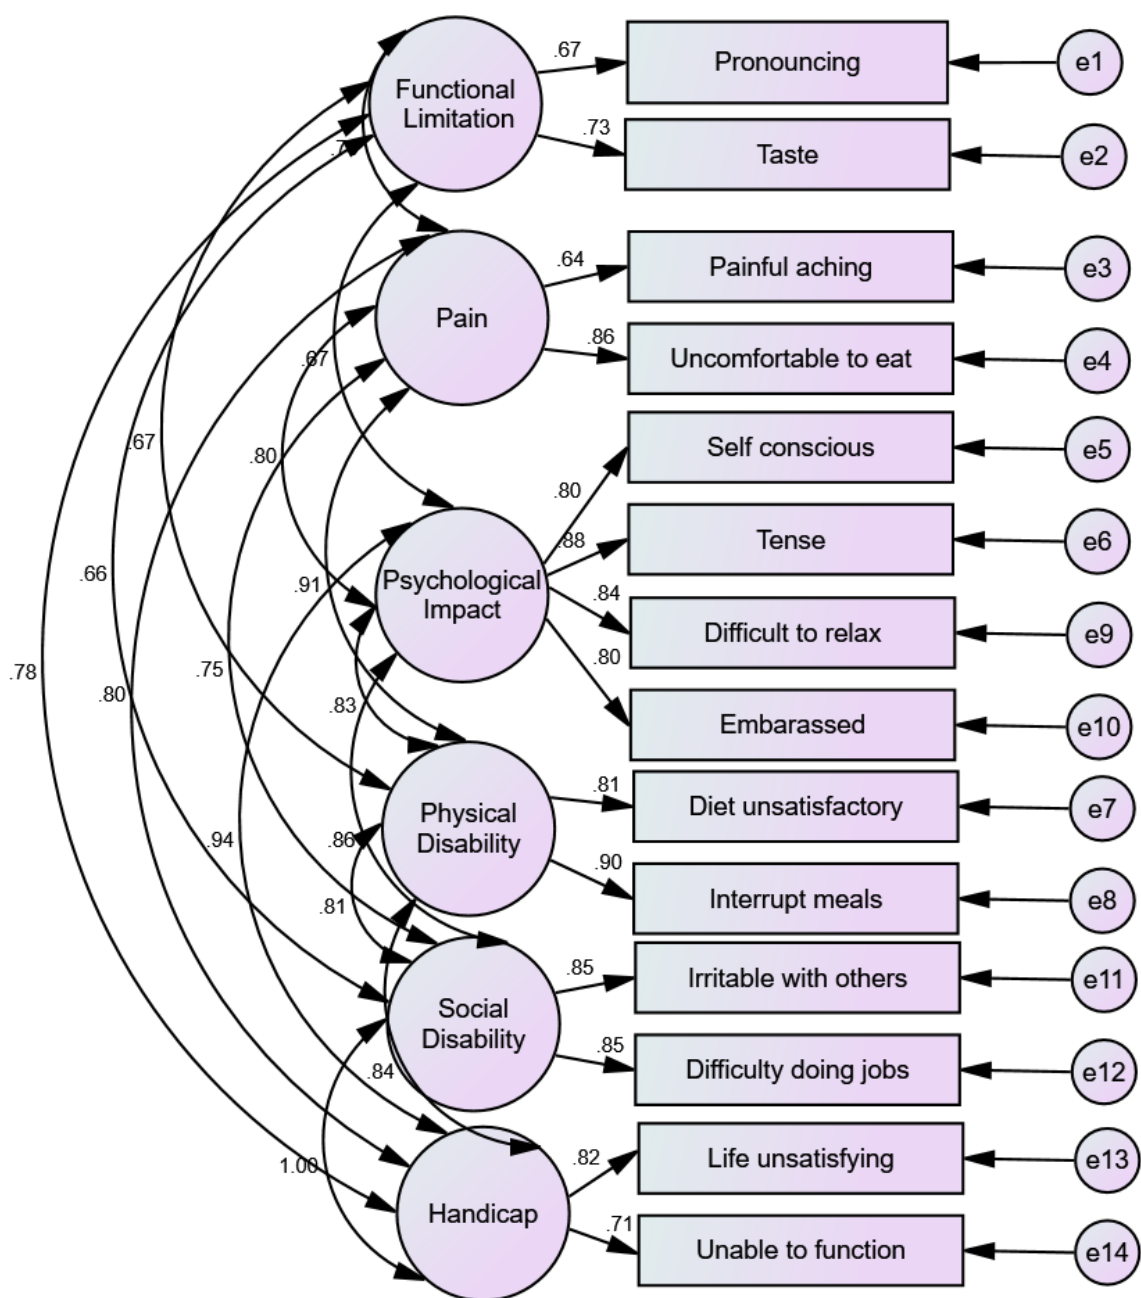 Functional
Limitation
.67
Pronouncing
e1
.73
Taste
e2
Pain
.64
Painful aching
e3
.86
Uncomfortable to eat
e4
.67
.80
.67
Psychological
Impact
.80
Self conscious
e5
.88
Tense
e6
.84
Difficult to relax
e9
.80
Embarassed
e10
.91
.66
.78
.80
.75
.83
Physical
Disability
.81
Diet unsatisfactory
e7
.90
Interrupt meals
e8
.94
.86
.81
Social
Disability
.85
Irritable with others
e11
.85
Difficulty doing jobs
e12
.84
1.00
Handicap
.82
Life unsatisfying
e13
.71
Unable to function
e14